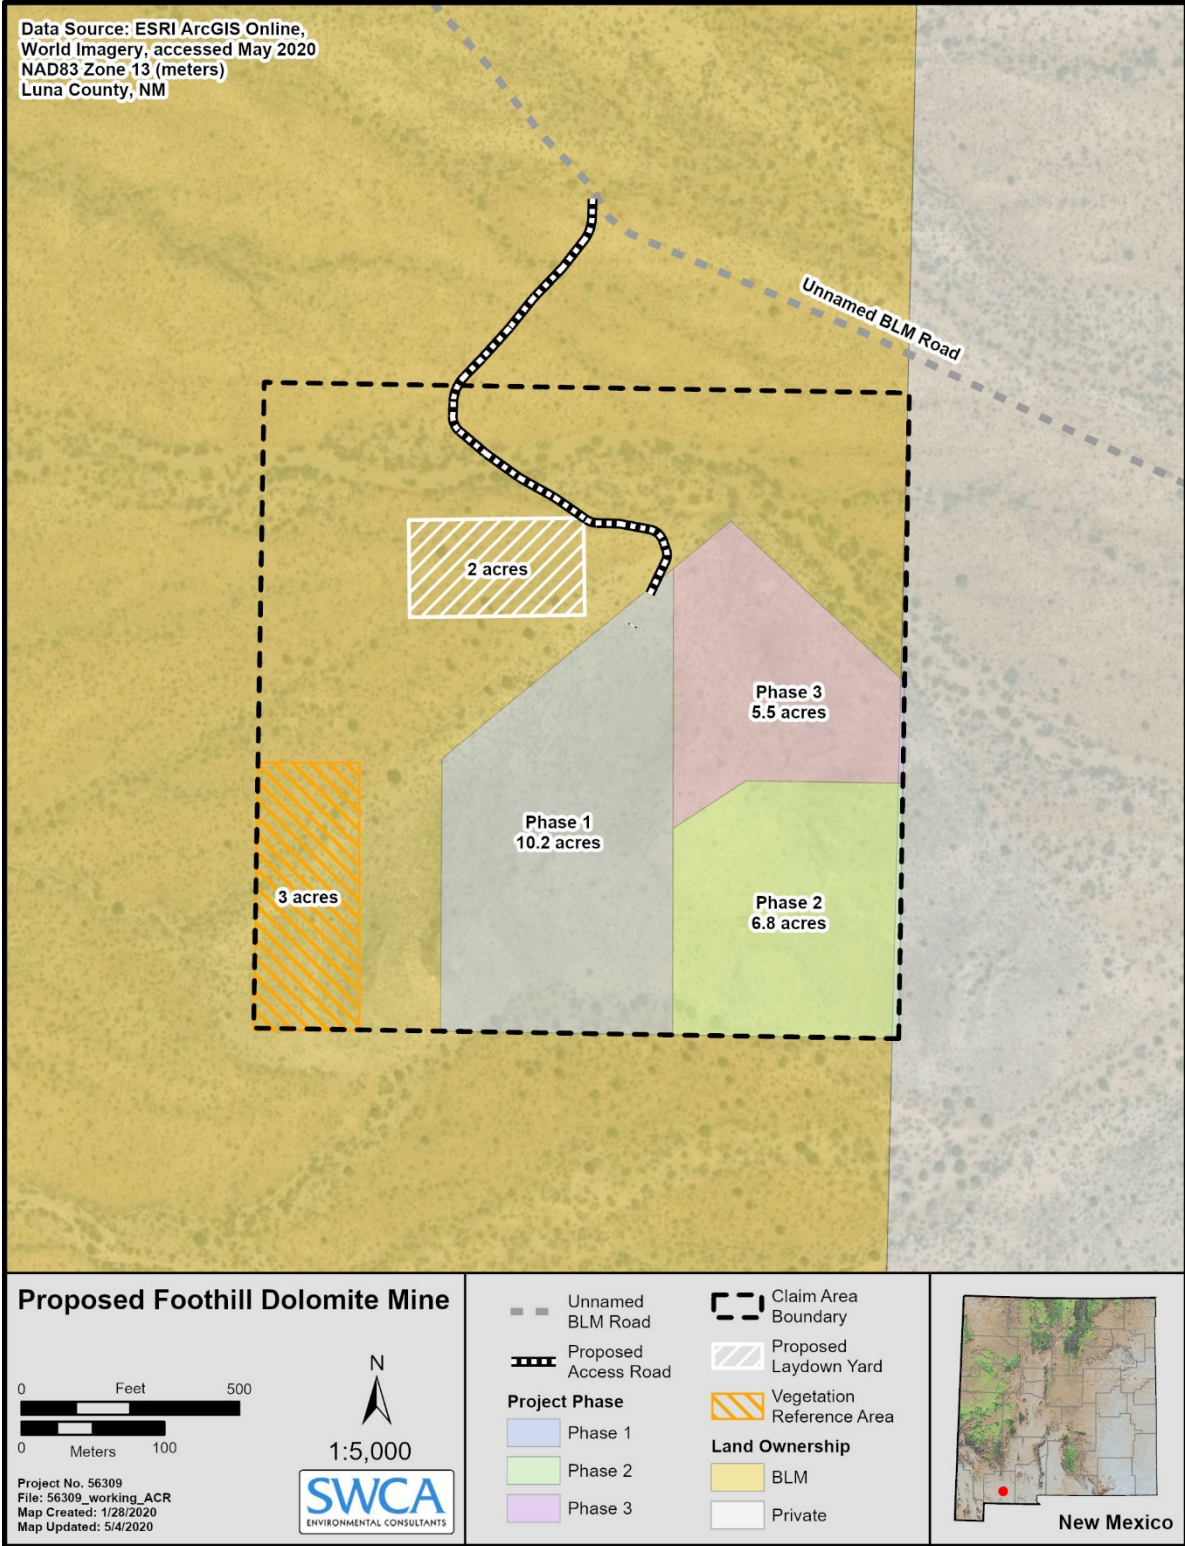 Data Source: ESRI ArcGIS Online,
World Imagery, accessed May 2020
NAD83 Zone 13 (meters)
Luna County, NM
Unnamed BLM Road
2 acres
Phase 3
5.5 acres
Phase 1
10.2 acres
3 acres
Phase 2
6.8 acres
Proposed Foothill Dolomite Mine
0 Feet 500
0 Meters 100
N
1:5,000
Project No. 56309
File: 56309_working_ACR
Map Created: 1/28/2020
Map Updated: 5/4/2020
SWCA
ENVIRONMENTAL CONSULTANTS
Unnamed
BLM Road
Proposed
Access Road
Project Phase
Phase 1
Phase 2
Phase 3
Claim Area
Boundary
Proposed
Laydown Yard
Vegetation
Reference Area
Land Ownership
BLM
Private
New Mexico